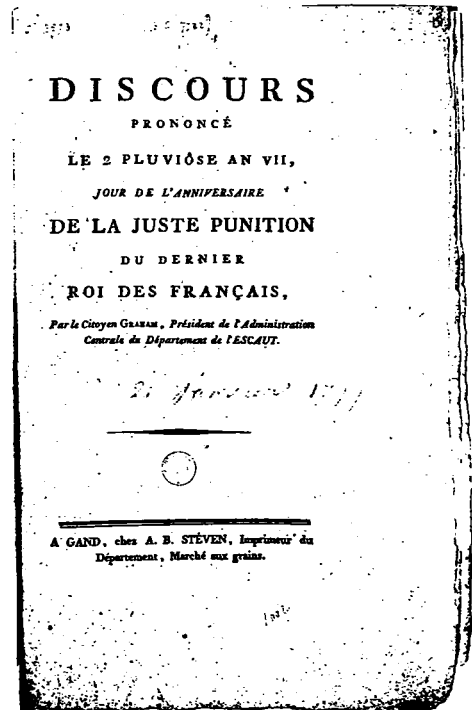 DISCOURS
PRONONCÉ
LE 2 PLUVIÔSE AN VII,
JOUR DE L'ANNIVERSAIRE
DE LA JUSTE PUNITION
DU DERNIER
ROI DES FRANÇAIS,
Par le Citoyen GRAHAM, Président de l'Administration
Centrale du Département de l'ESCAUT.
21 Janvier 1799
A GAND, chez A. B. STÉVEN, Imprimeur du
Département, Marché aux grains.